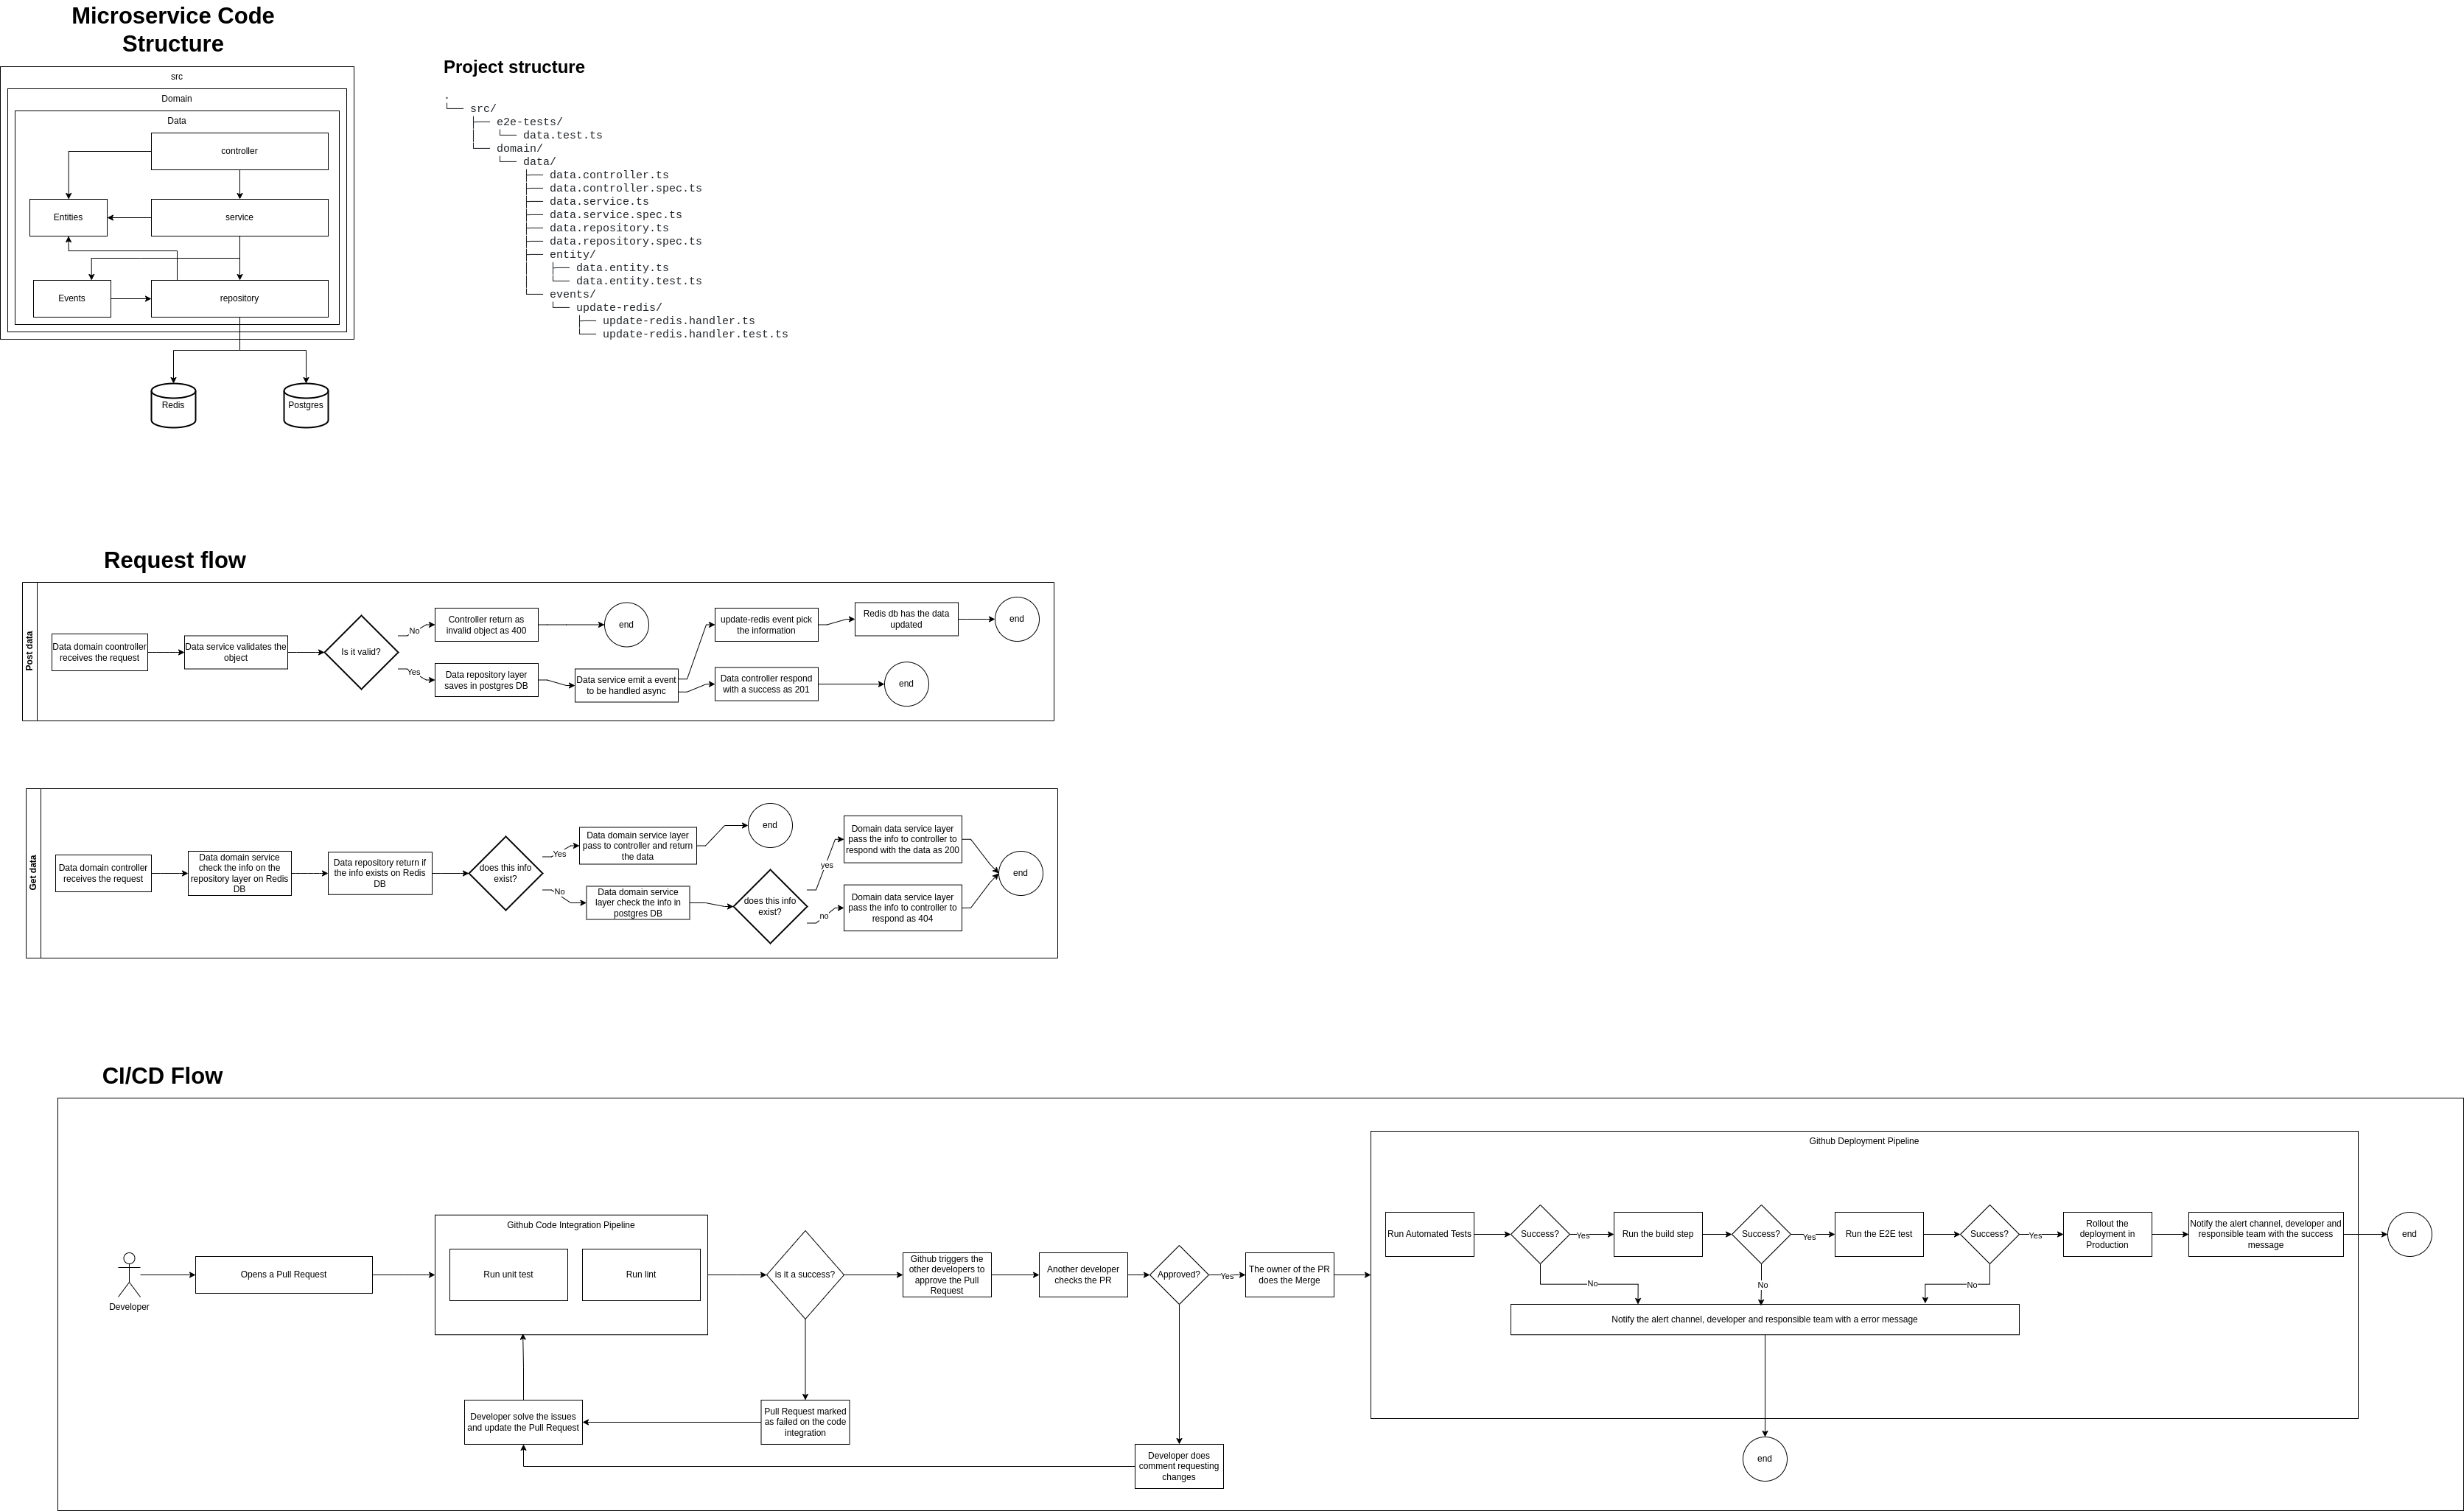 Microservice Code
Structure
src
Domain
Data
controller
Entities
service
Events
repository
Redis
Postgres
Project structure
.
└── src/
    ├── e2e-tests/
    │   └── data.test.ts
    └── domain/
        └── data/
            ├── data.controller.ts
            ├── data.controller.spec.ts
            ├── data.service.ts
            ├── data.service.spec.ts
            ├── data.repository.ts
            ├── data.repository.spec.ts
            ├── entity/
            │   ├── data.entity.ts
            │   └── data.entity.test.ts
            └── events/
                └── update-redis/
                    ├── update-redis.handler.ts
                    └── update-redis.handler.test.ts
Request flow
Post data
Data domain coontroller
receives the request
Data service validates the
object
Is it valid?
No
Yes
Controller return as
invalid object as 400
end
Data repository layer
saves in postgres DB
Data service emit a event
to be handled async
update-redis event pick
the information
Redis db has the data
updated
end
Data controller respond
with a success as 201
end
Get data
Data domain controller
receives the request
Data domain service
check the info on the
repository layer on Redis
DB
Data repository return if
the info exists on Redis
DB
does this info
exist?
Yes
No
Data domain service layer
pass to controller and return
the data
end
Data domain service
layer check the info in
postgres DB
does this info
exist?
yes
no
Domain data service layer
pass the info to controller to
respond with the data as 200
Domain data service layer
pass the info to controller to
respond as 404
end
CI/CD Flow
Developer
Opens a Pull Request
Github Code Integration Pipeline
Run unit test
Run lint
is it a success?
Github triggers the
other developers to
approve the Pull
Request
Another developer
checks the PR
Approved?
Yes
The owner of the PR
does the Merge
Developer solve the issues
and update the Pull Request
Pull Request marked
as failed on the code
integration
Developer does
comment requesting
changes
Github Deployment Pipeline
Run Automated Tests
Success?
Yes
Run the build step
Success?
Yes
Run the E2E test
Success?
Yes
Rollout the
deployment in
Production
Notify the alert channel, developer and
responsible team with the success
message
end
No
No
No
Notify the alert channel, developer and responsible team with a error message
end